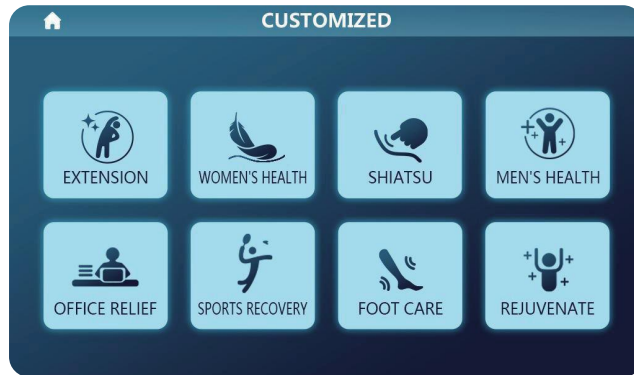 CUSTOMIZED
EXTENSION
WOMEN'S HEALTH
SHIATSU
MEN'S HEALTH
OFFICE RELIEF
SPORTS RECOVERY
FOOT CARE
REJUVENATE